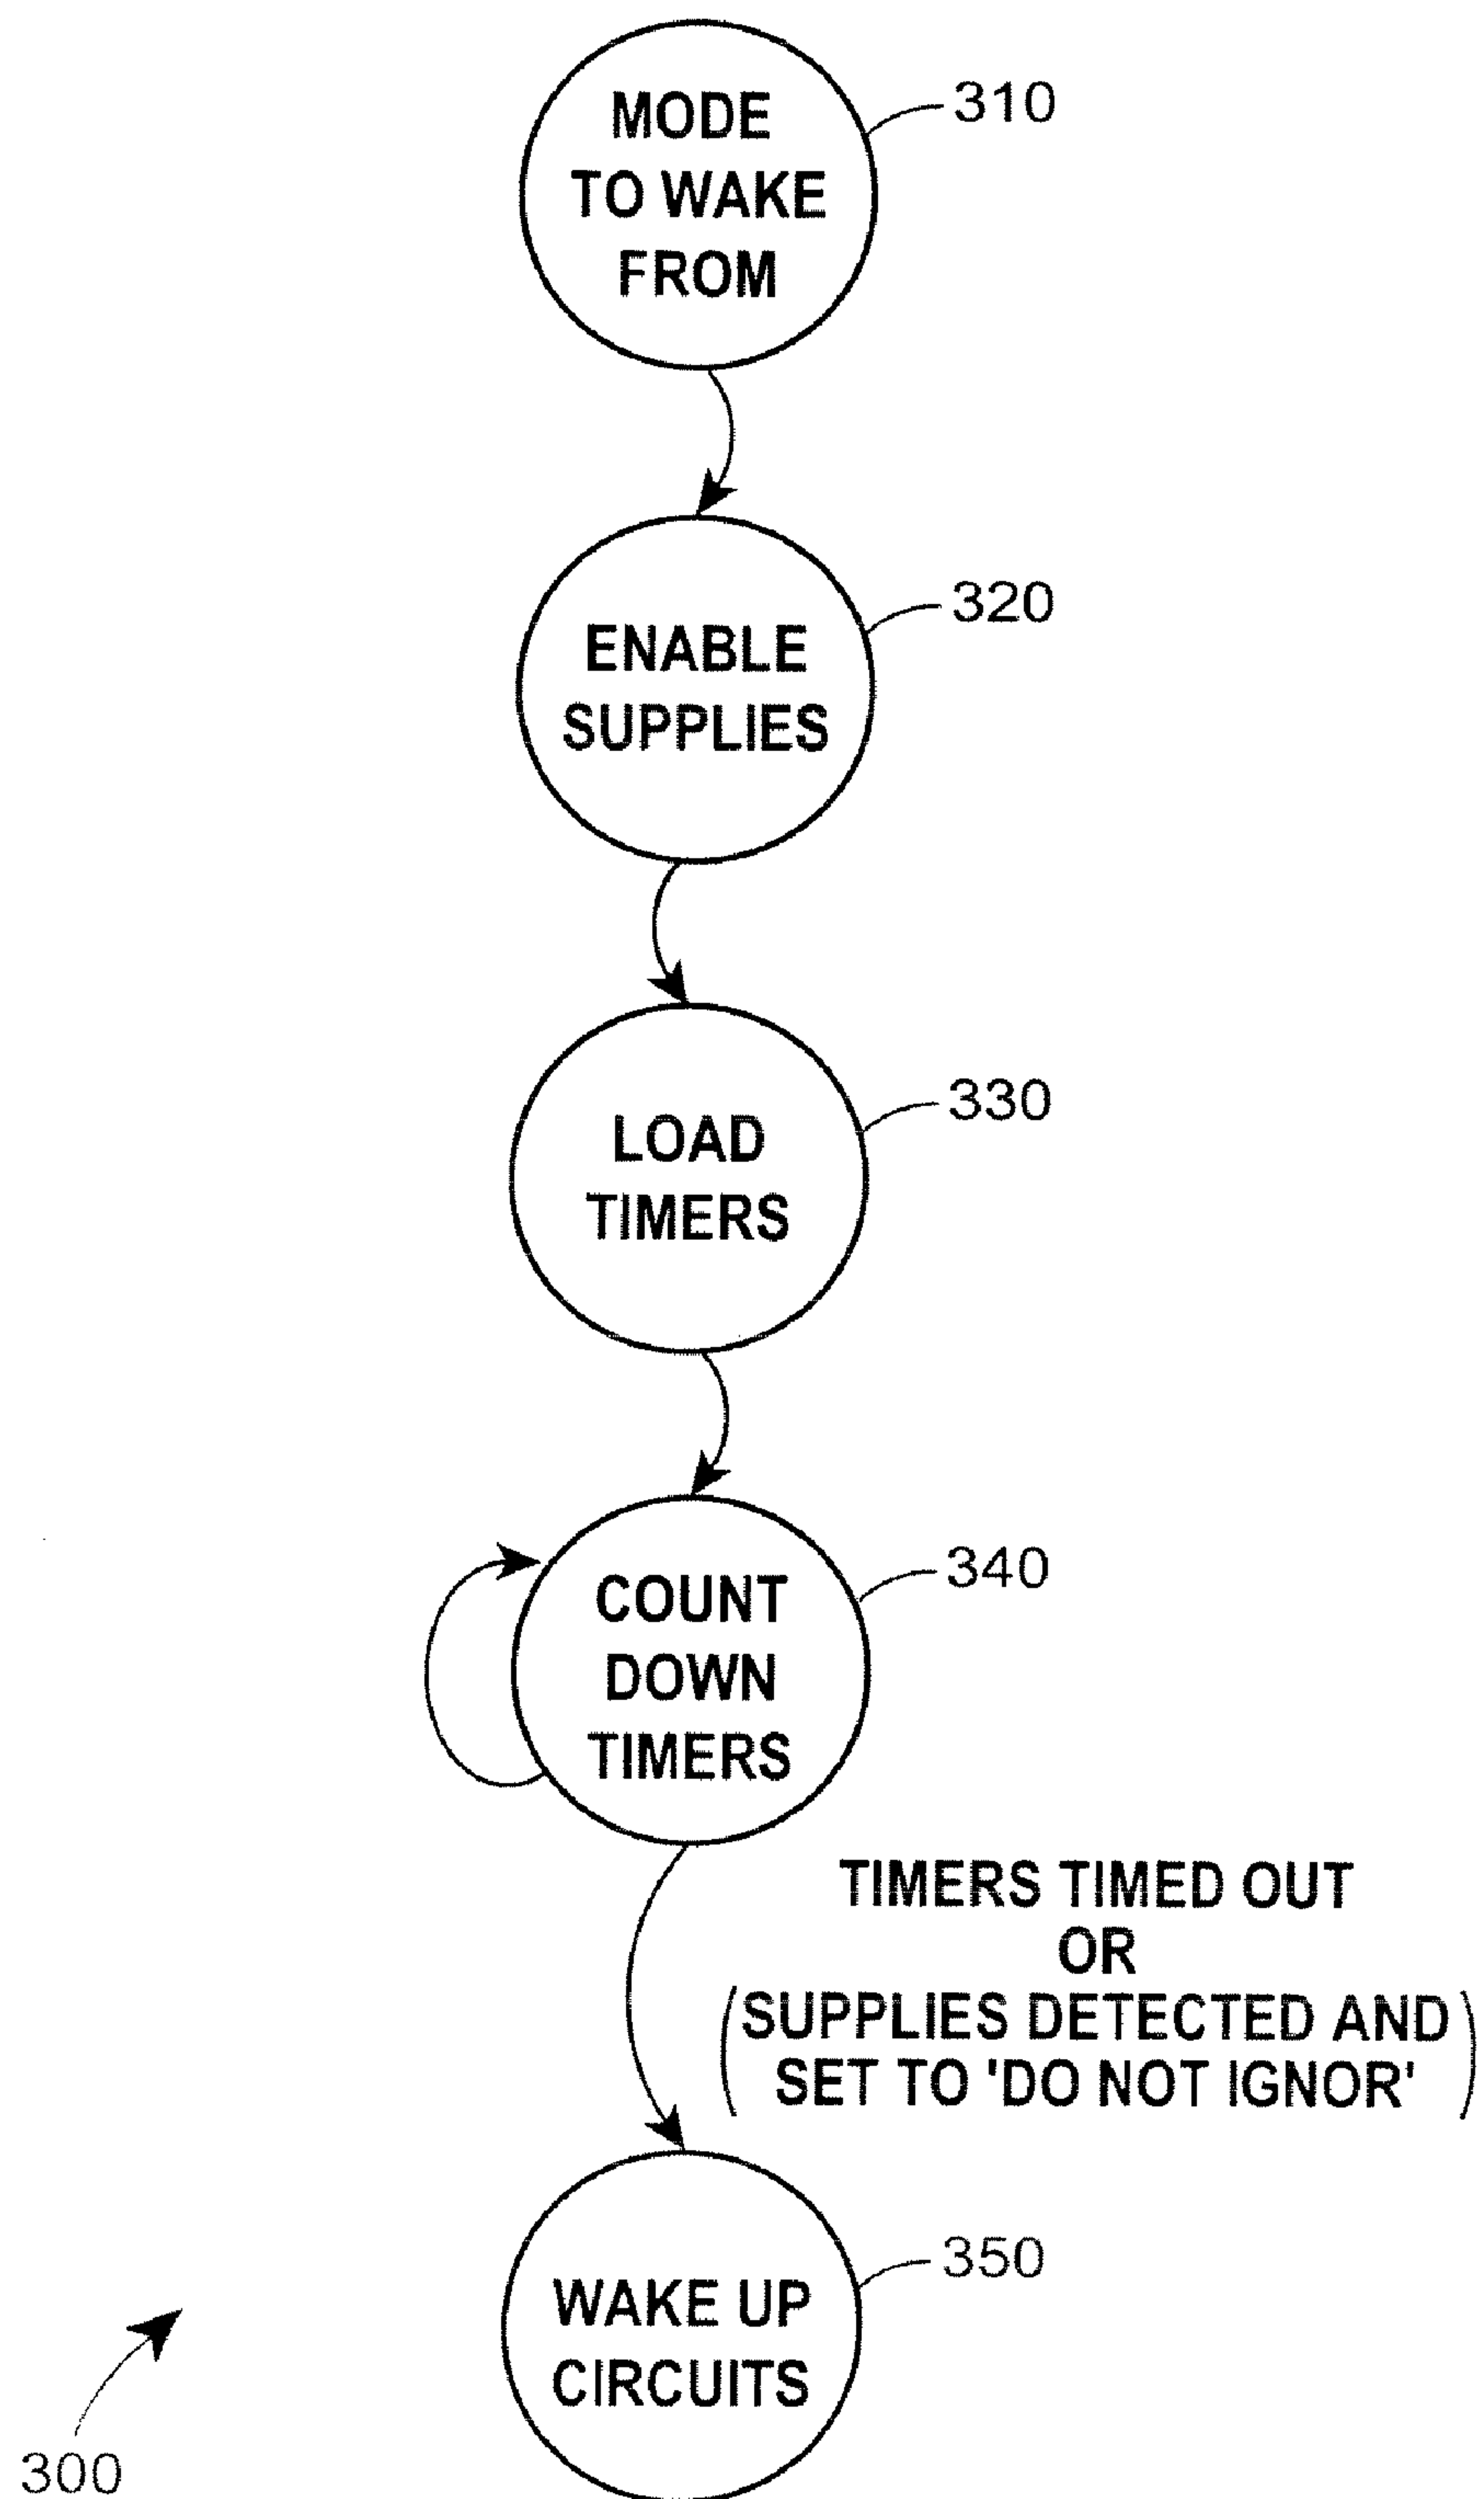 MODE
TO WAKE
FROM
310
ENABLE
SUPPLIES
320
LOAD
TIMERS
330
COUNT
DOWN
TIMERS
340
TIMERS TIMED OUT
OR
(SUPPLIES DETECTED AND
SET TO 'DO NOT IGNOR')
WAKE UP
CIRCUITS
350
300